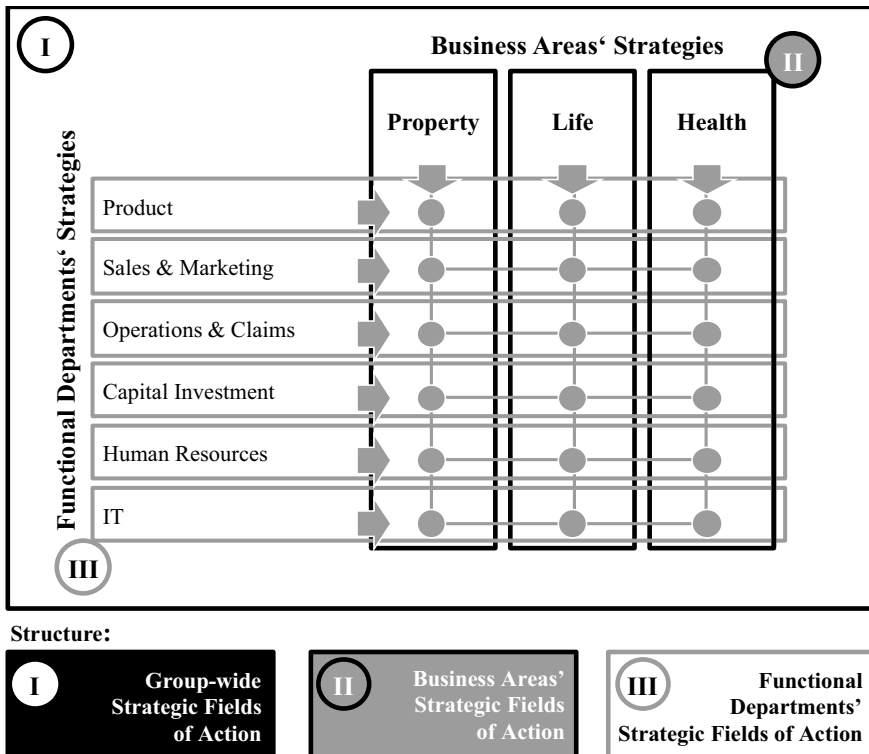 I
Business Areas‘ Strategies
II
Property
Life
Health
Functional Departments‘ Strategies
Product
Sales & Marketing
Operations & Claims
Capital Investment
Human Resources
IT
III
Structure:
I
Group-wide
Strategic Fields
of Action
II
Business Areas’
Strategic Fields
of Action
III
Functional
Departments’
Strategic Fields of Action